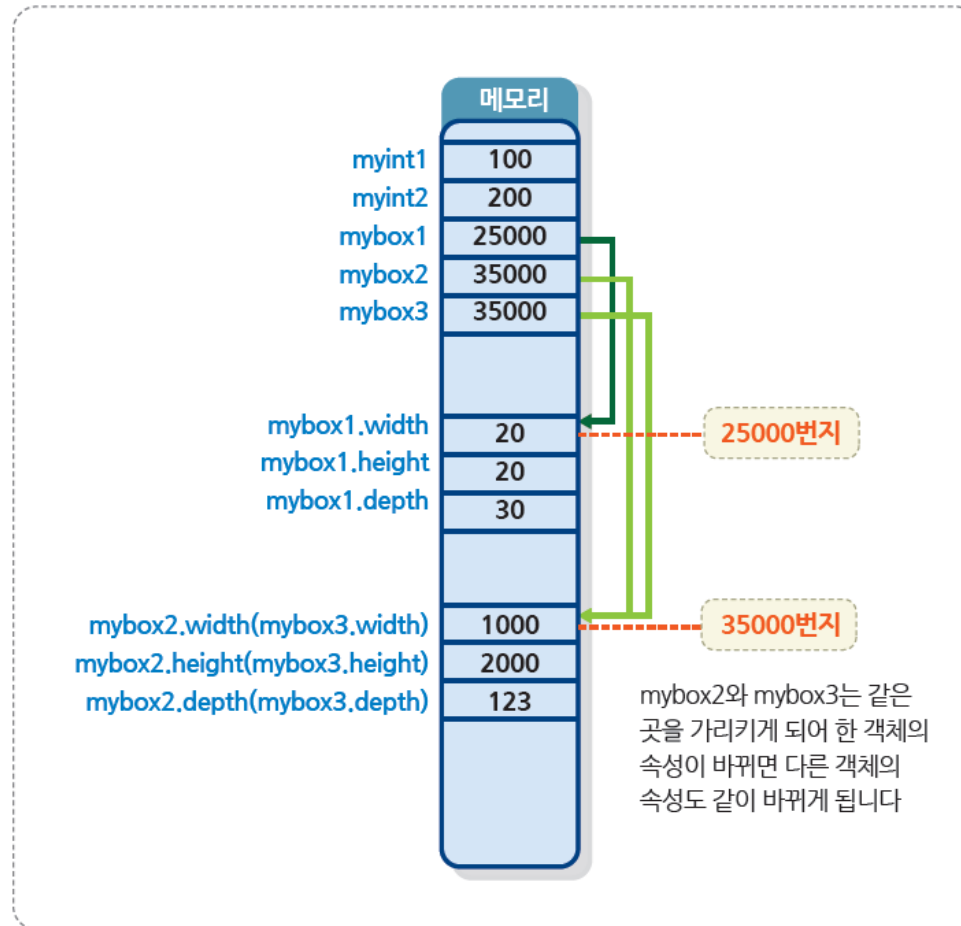 메모리
myint1 100
myint2 200
mybox1 25000
mybox2 35000
mybox3 35000
mybox1.width 20 25000번지
mybox1.height 20
mybox1.depth 30
mybox2.width(mybox3.width) 1000 35000번지
mybox2.height(mybox3.height) 2000
mybox2.depth(mybox3.depth) 123
mybox2와 mybox3는 같은
곳을 가리키게 되어 한 객체의
속성이 바뀌면 다른 객체의
속성도 같이 바뀌게 됩니다